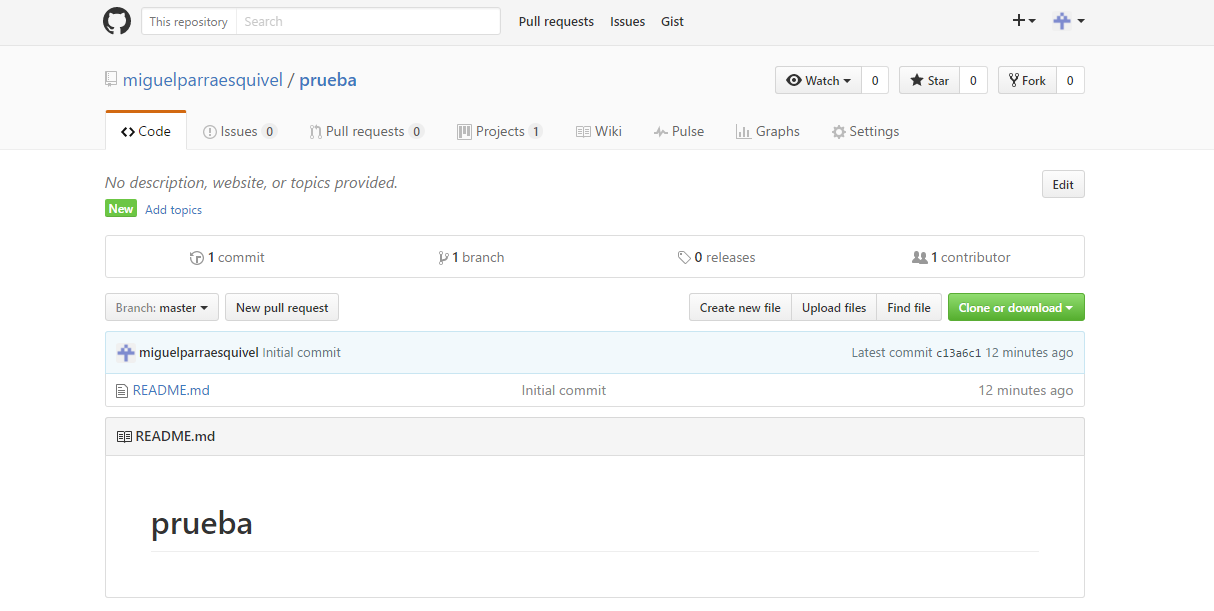 This repository Search Pull requests Issues Gist
miguelparraesquivel / prueba Watch 0 Star 0 Fork 0
Code Issues 0 Pull requests 0 Projects 1 Wiki Pulse Graphs Settings
No description, website, or topics provided. Edit
New Add topics
1 commit 1 branch 0 releases 1 contributor
Branch: master New pull request Create new file Upload files Find file Clone or download
miguelparraesquivel Initial commit Latest commit c13a6c1 12 minutes ago
README.md Initial commit 12 minutes ago
README.md
prueba